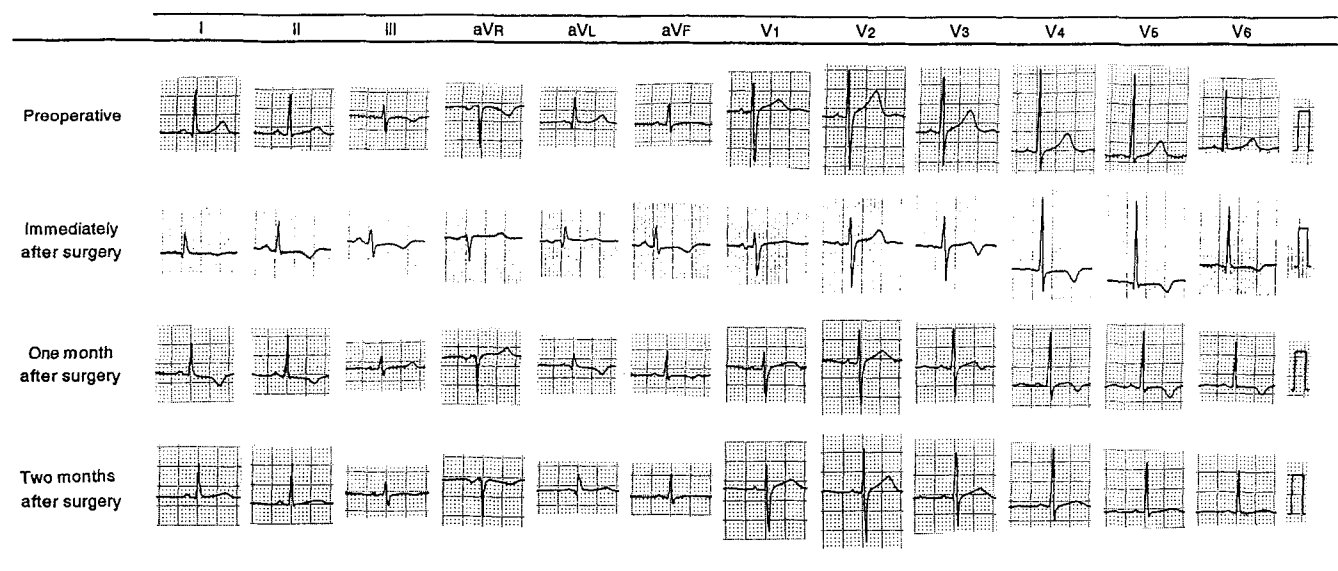 I II III aVR aVL aVF V1 V2 V3 V4 V5 V6
Preoperative
Immediately
after surgery
One month
after surgery
Two months
after surgery